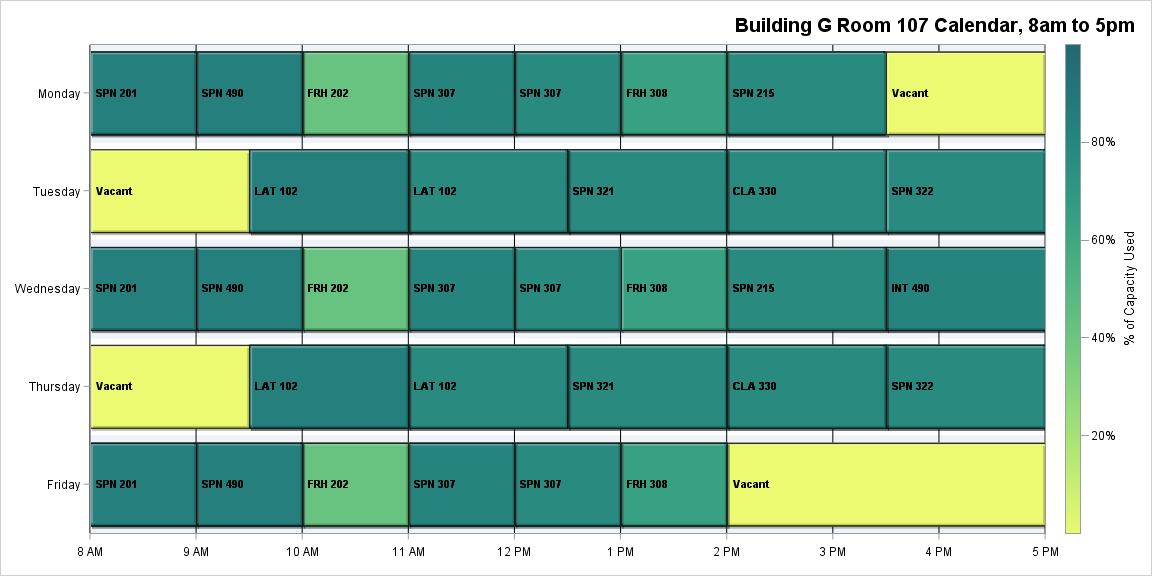 Building G Room 107 Calendar, 8am to 5pm
Monday SPN 201 SPN 490 FRH 202 SPN 307 SPN 307 FRH 308 SPN 215 Vacant
80%
Tuesday Vacant LAT 102 LAT 102 SPN 321 CLA 330 SPN 322
60%
% of Capacity Used
Wednesday SPN 201 SPN 490 FRH 202 SPN 307 SPN 307 FRH 308 SPN 215 INT 490
40%
Thursday Vacant LAT 102 LAT 102 SPN 321 CLA 330 SPN 322
20%
Friday SPN 201 SPN 490 FRH 202 SPN 307 SPN 307 FRH 308 Vacant
8 AM 9 AM 10 AM 11 AM 12 PM 1 PM 2 PM 3 PM 4 PM 5 PM